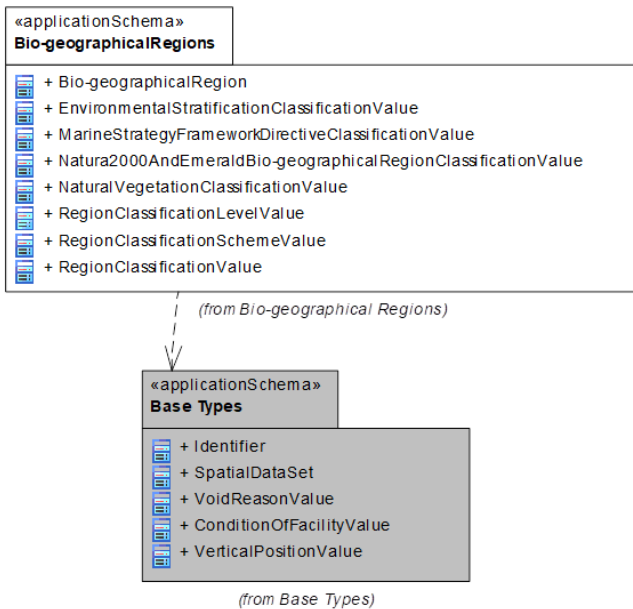 «applicationSchema»
Bio-geographicalRegions
+ Bio-geographicalRegion
+ EnvironmentalStratificationClassificationValue
+ MarineStrategyFrameworkDirectiveClassificationValue
+ Natura2000AndEmeraldBio-geographicalRegionClassificationValue
+ NaturalVegetationClassificationValue
+ RegionClassificationLevelValue
+ RegionClassificationSchemeValue
+ RegionClassificationValue
(from Bio-geographical Regions)
«applicationSchema»
Base Types
+ Identifier
+ SpatialDataSet
+ VoidReasonValue
+ ConditionOfFacilityValue
+ VerticalPositionValue
(from Base Types)